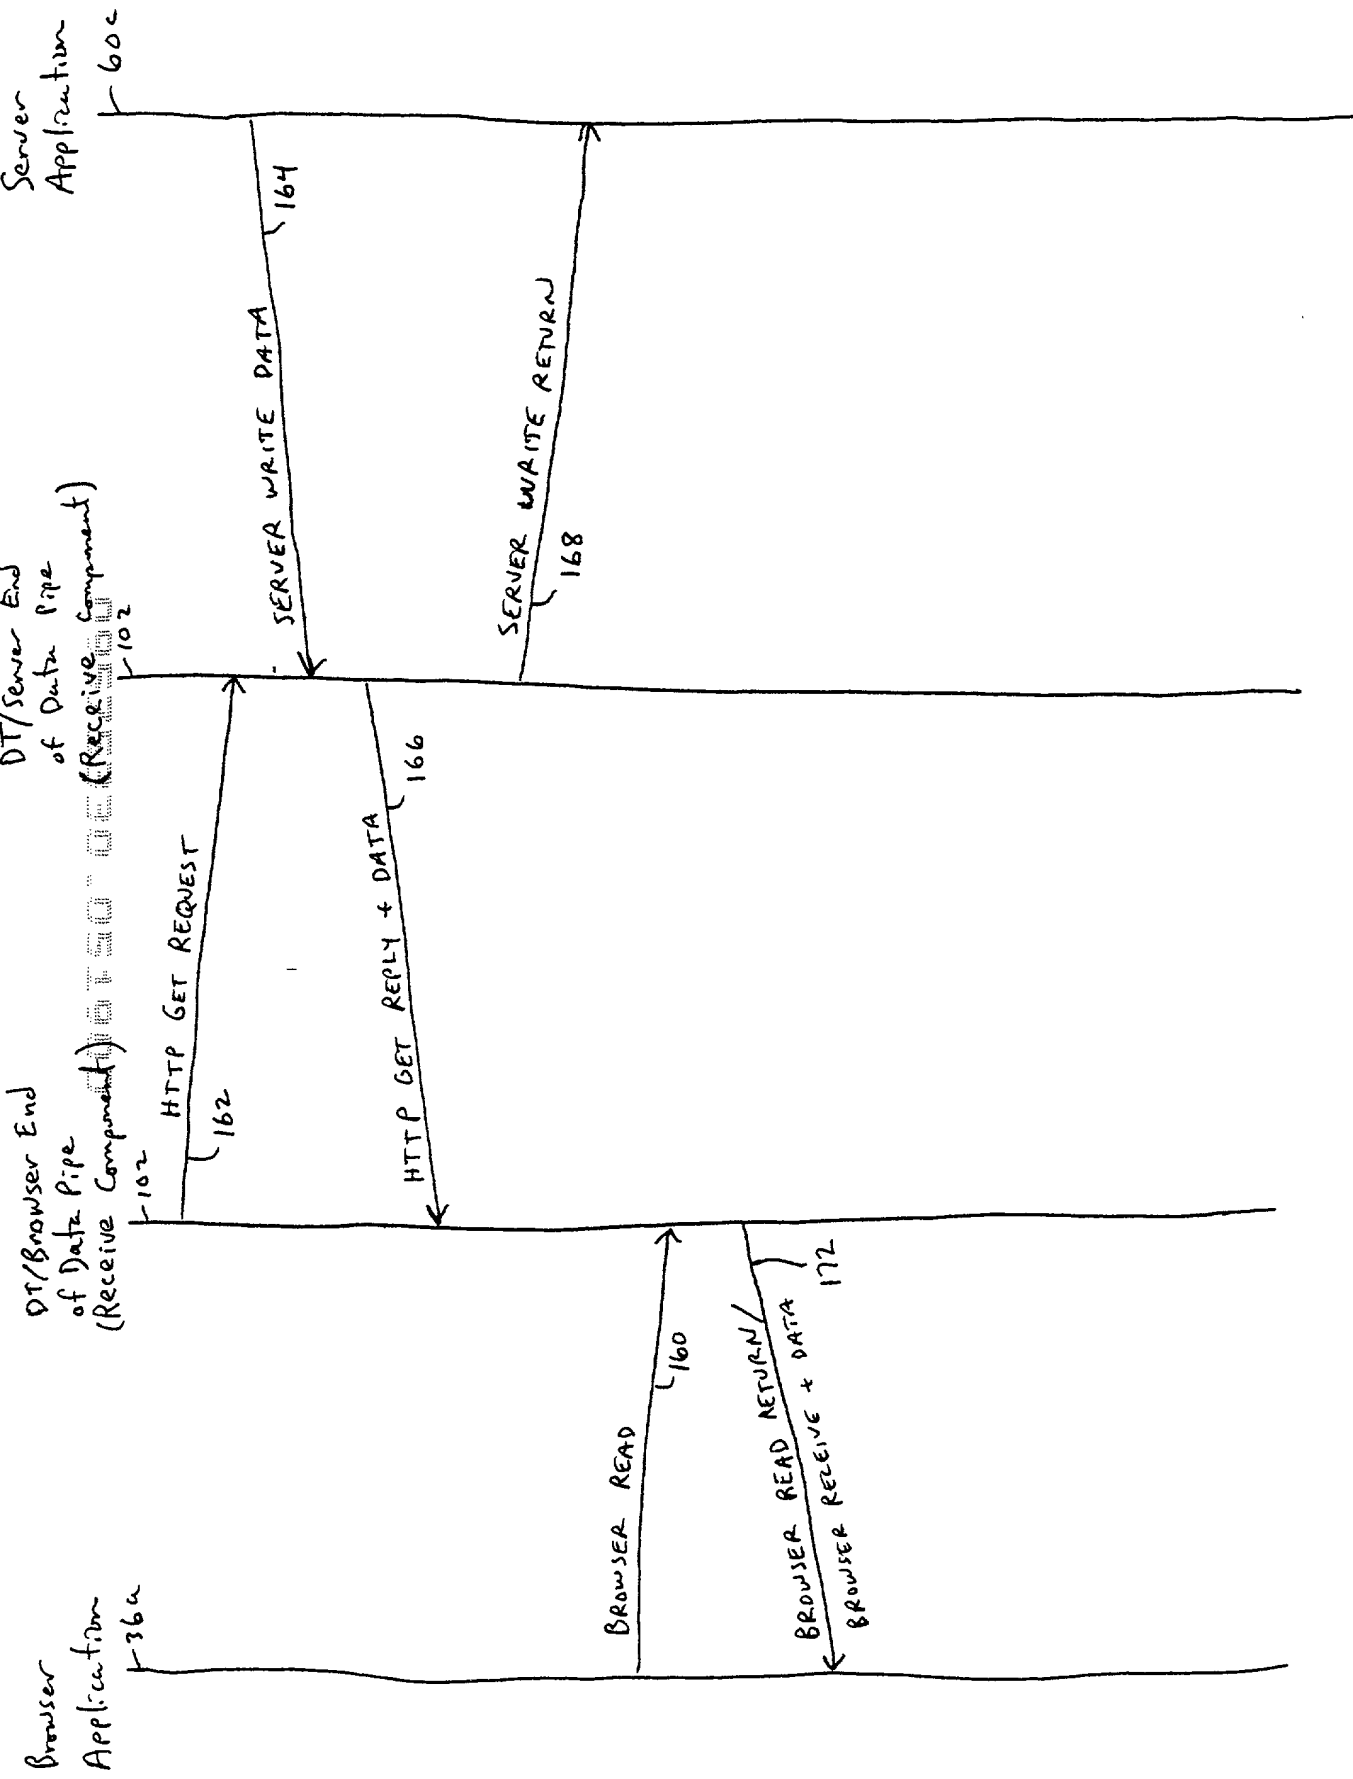 Browser
Application
36a
DT/Browser End
of Data Pipe
(Receive Component)
102
DT/Server End
of Data Pipe
(Receive Component)
102
Server
Application
60c
HTTP GET REQUEST
162
SERVER WRITE DATA
164
HTTP GET REPLY + DATA
166
SERVER WRITE RETURN
168
BROWSER READ
160
BROWSER READ RETURN/
BROWSER RECEIVE + DATA
172